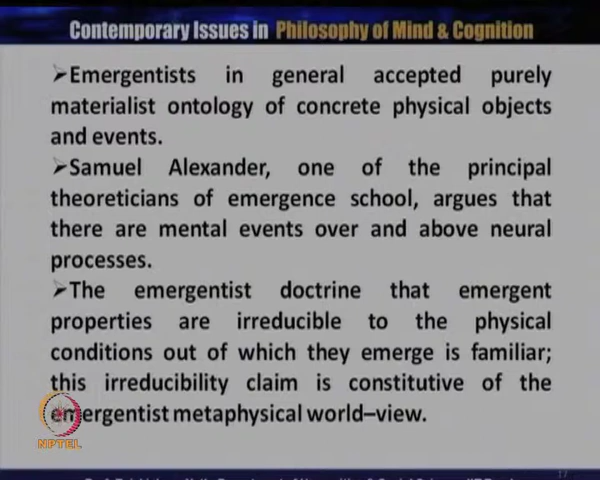 Contemporary Issues in Philosophy of Mind & Cognition
➢Emergentists in general accepted purely
materialist ontology of concrete physical objects
and events.
➢Samuel Alexander, one of the principal
theoreticians of emergence school, argues that
there are mental events over and above neural
processes.
➢The emergentist doctrine that emergent
properties are irreducible to the physical
conditions out of which they emerge is familiar;
this irreducibility claim is constitutive of the
emergentist metaphysical world–view.
NPTEL
17